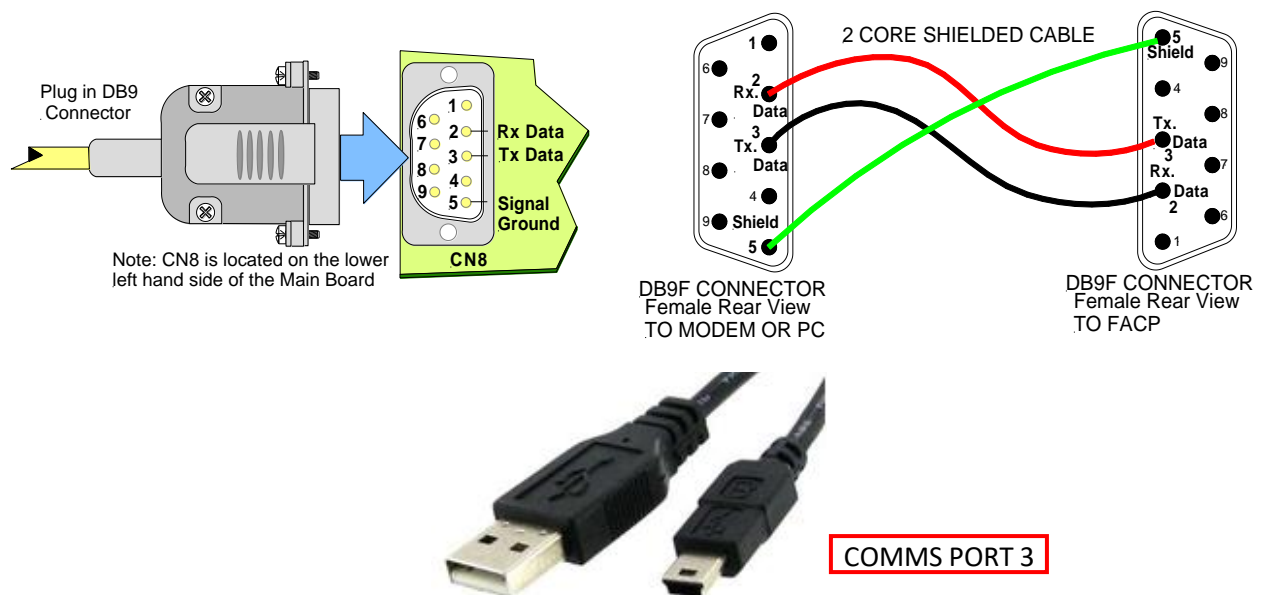 Plug in DB9
Connector
1
2
3
4
5
6
7
8
9
Rx Data
Tx Data
Signal
Ground
CN8
Note: CN8 is located on the lower
left hand side of the Main Board
2 CORE SHIELDED CABLE
1
6
2
Rx.
Data
7
3
Tx.
Data
8
4
9
Shield
5
DB9F CONNECTOR
Female Rear View
TO MODEM OR PC
5
Shield
9
4
8
Tx.
Data
3
7
Rx.
Data
2
6
1
DB9F CONNECTOR
Female Rear View
TO FACP
COMMS PORT 3